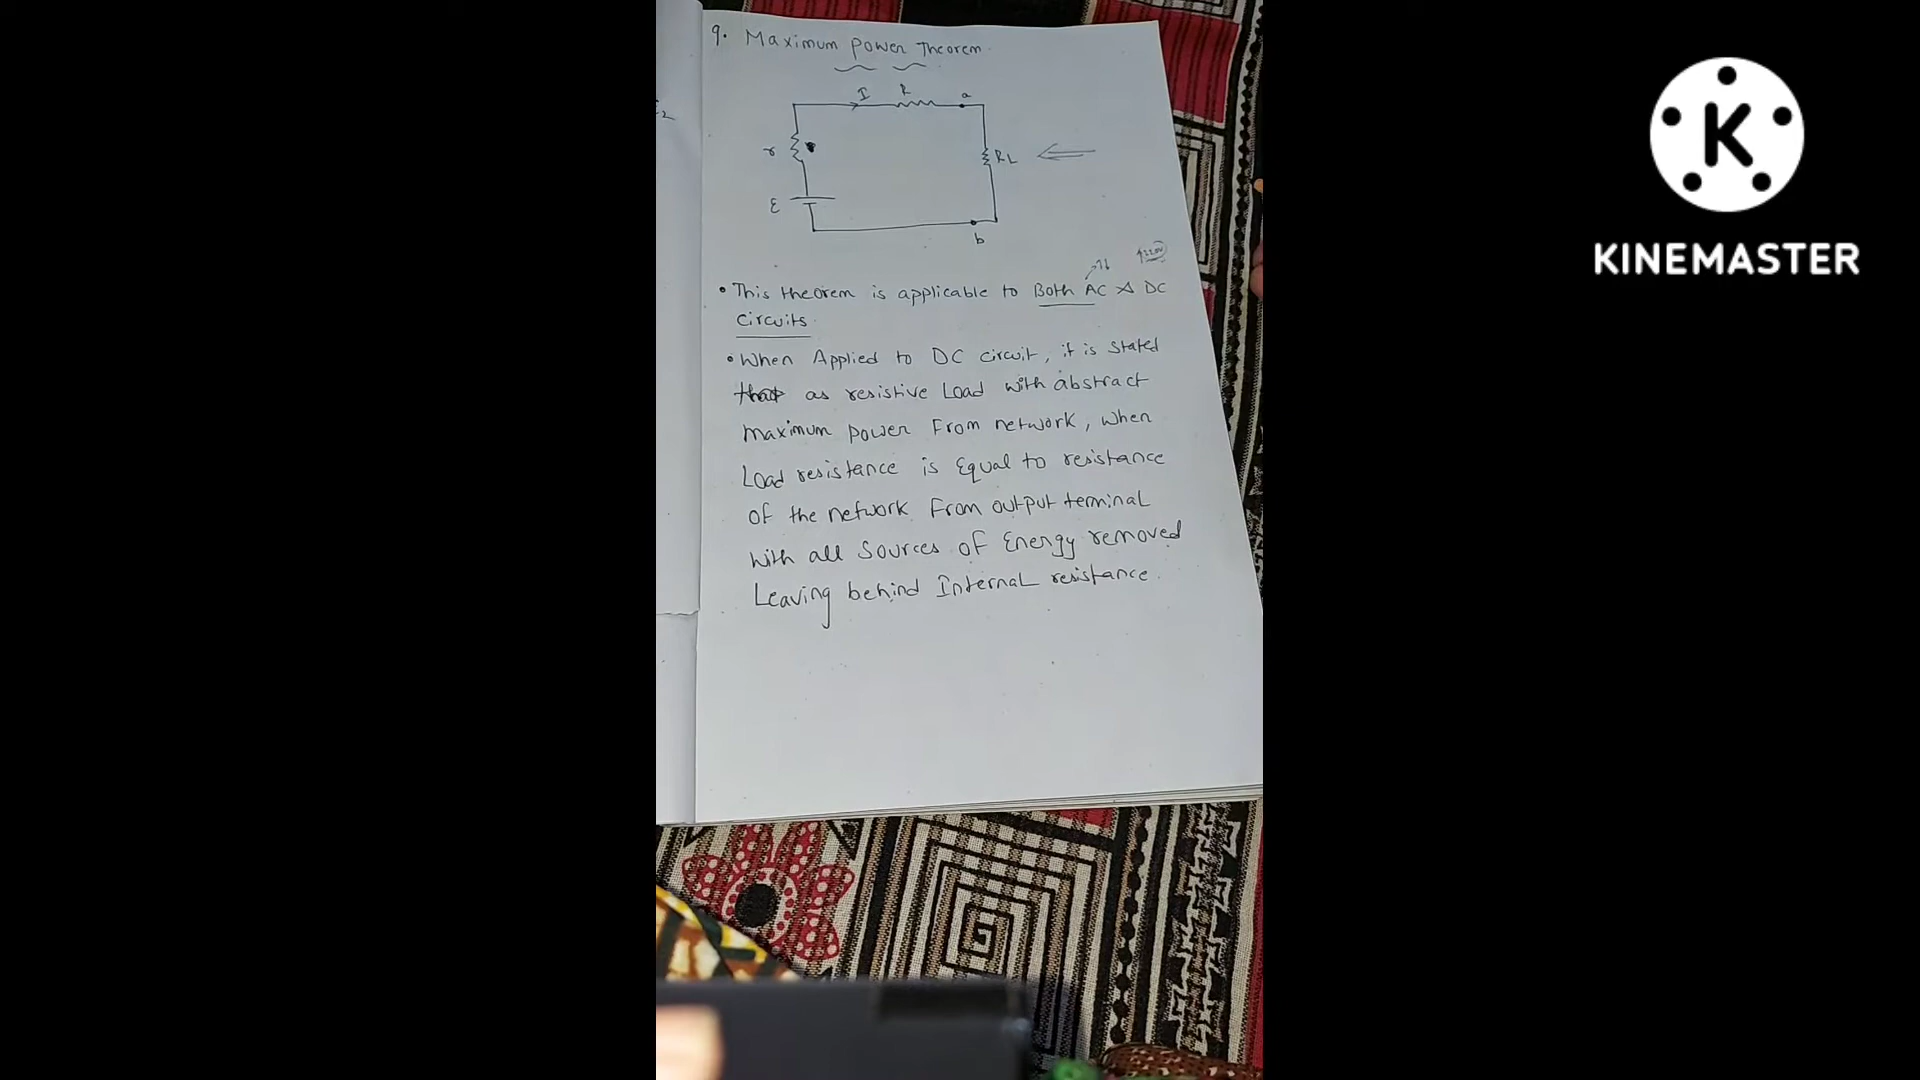 9. Maximum Power Theorem
I
R
a
r
RL
ε
b
• This theorem is applicable to Both AC & DC
Circuits
• When Applied to DC circuit, it is stated
as resistive Load with abstract
maximum power From network, when
Load resistance is Equal to resistance
of the network From output terminal
With all Sources of Energy removed
Leaving behind Internal resistance.
K
KINEMASTER